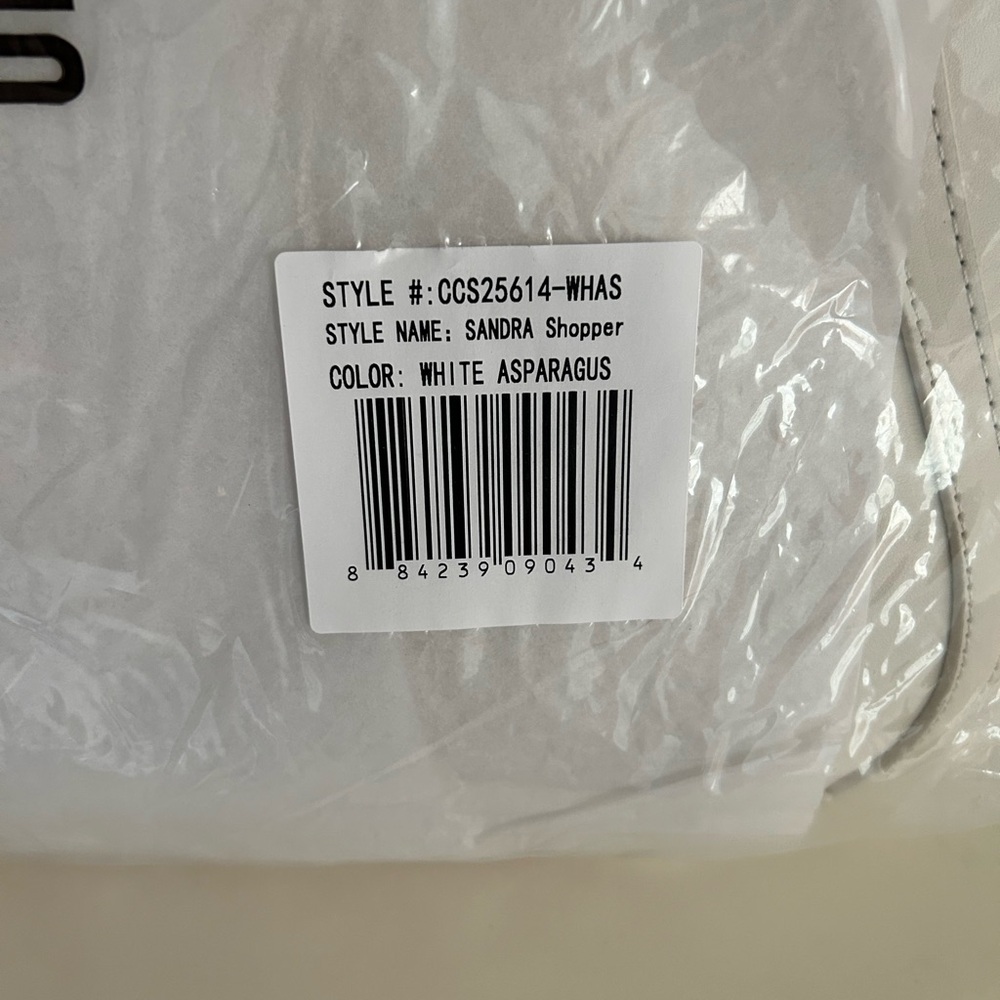 STYLE #:CCS25614-WHAS
STYLE NAME: SANDRA Shopper
COLOR: WHITE ASPARAGUS
8 84239 09043 4